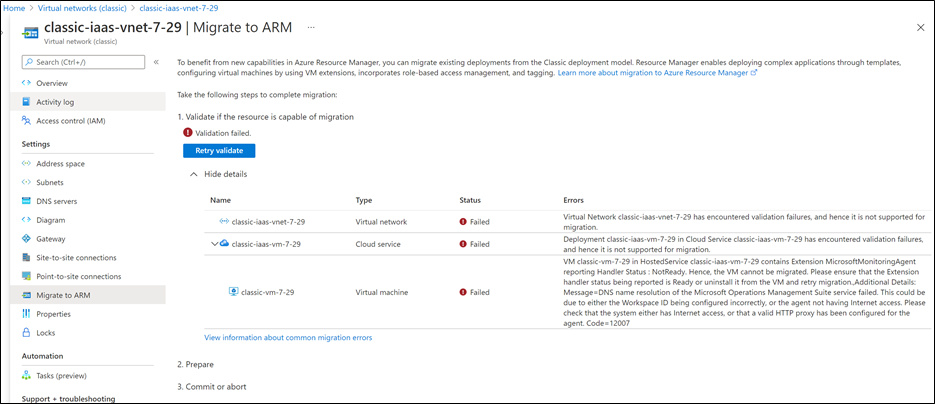 Home > Virtual networks (classic) > classic-iaas-vnet-7-29
classic-iaas-vnet-7-29 | Migrate to ARM ...
Virtual network (classic)
Search (Ctrl+/)
Overview
Activity log
Access control (IAM)
Settings
Address space
Subnets
DNS servers
Diagram
Gateway
Site-to-site connections
Point-to-site connections
Migrate to ARM
Properties
Locks
Automation
Tasks (preview)
Support + troubleshooting
To benefit from new capabilities in Azure Resource Manager, you can migrate existing deployments from the Classic deployment model. Resource Manager enables deploying complex applications through templates,
configuring virtual machines by using VM extensions, incorporates role-based access management, and tagging. Learn more about migration to Azure Resource Manager
Take the following steps to complete migration:
1. Validate if the resource is capable of migration
Validation failed.
Retry validate
Hide details
Name Type Status Errors
classic-iaas-vnet-7-29 Virtual network Failed Virtual Network classic-iaas-vnet-7-29 has encountered validation failures, and hence it is not supported for
migration.
classic-iaas-vm-7-29 Cloud service Failed Deployment classic-iaas-vm-7-29 in Cloud Service classic-iaas-vm-7-29 has encountered validation failures,
and hence it is not supported for migration.
classic-vm-7-29 Virtual machine Failed VM classic-vm-7-29 in HostedService classic-iaas-vm-7-29 contains Extension MicrosoftMonitoringAgent
reporting Handler Status : NotReady. Hence, the VM cannot be migrated. Please ensure that the Extension
handler status being reported is Ready or uninstall it from the VM and retry migration.,Additional Details:
Message=DNS name resolution of the Microsoft Operations Management Suite service failed. This could be
due to either the Workspace ID being configured incorrectly, or the agent not having Internet access. Please
check that the system either has Internet access, or that a valid HTTP proxy has been configured for the
agent. Code=12007
View information about common migration errors
2. Prepare
3. Commit or abort